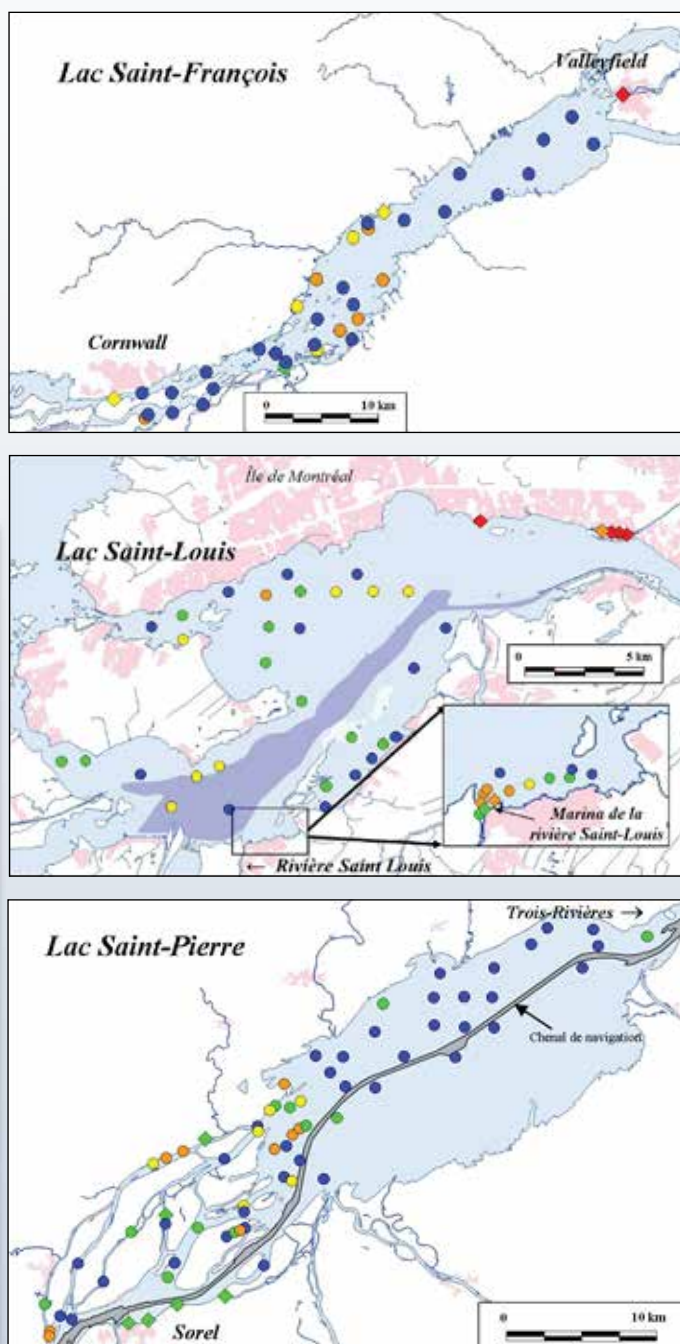 Lac Saint-François
Valleyfield
Cornwall
0 10 km
Île de Montréal
Lac Saint-Louis
0 5 km
Marina de la
rivière Saint-Louis
← Rivière Saint Louis
Trois-Rivières →
Lac Saint-Pierre
Chenal de navigation
Sorel
0 10 km